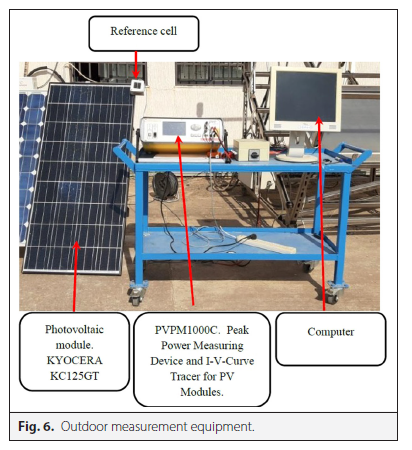 Reference cell
Photovoltaic
module.
KYOCERA
KC125GT
PVPM1000C. Peak
Power Measuring
Device and I-V-Curve
Tracer for PV
Modules.
Computer
Fig. 6. Outdoor measurement equipment.